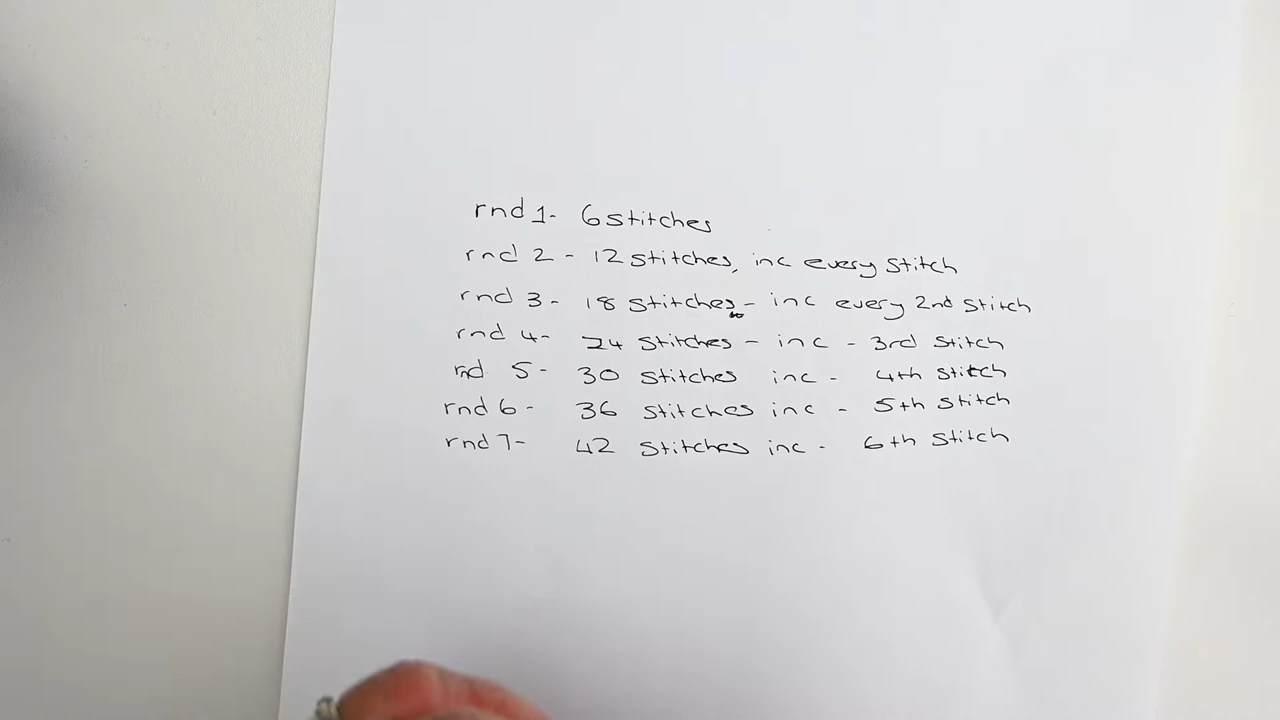 rnd 1- 6 stitches
rnd 2 - 12 stitches, inc every stitch
rnd 3- 18 stitches - inc every 2nd stitch
rnd 4- 24 stitches - inc - 3rd stitch
rnd 5- 30 stitches inc - 4th stitch
rnd 6- 36 stitches inc - 5th stitch
rnd 7- 42 stitches inc - 6th stitch